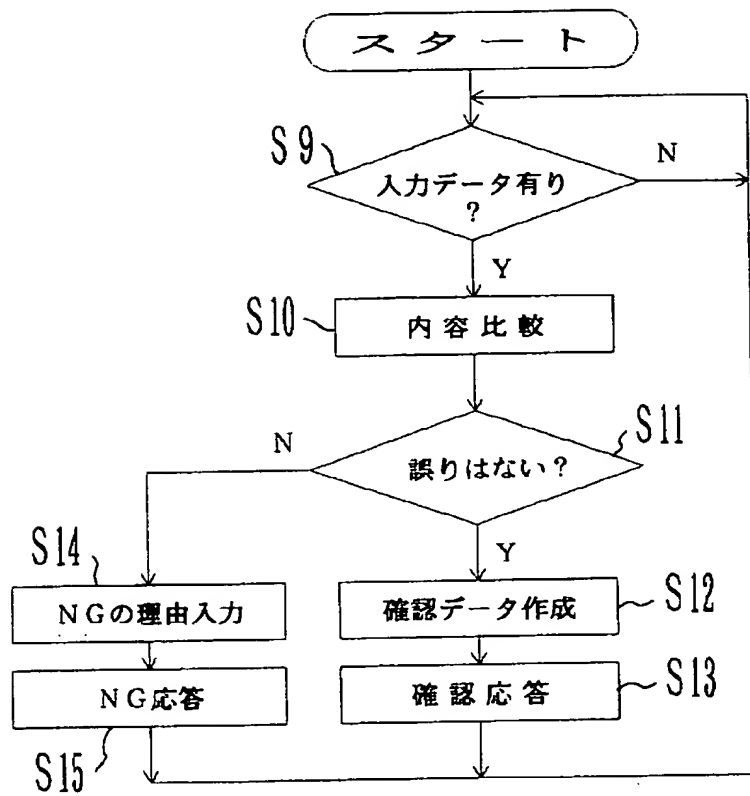 スタート
S9
N
入力データ有り
?
Y
S10
内容比較
S11
N
誤りはない?
Y
S14
NGの理由入力
確認データ作成
S12
NG応答
確認応答
S13
S15